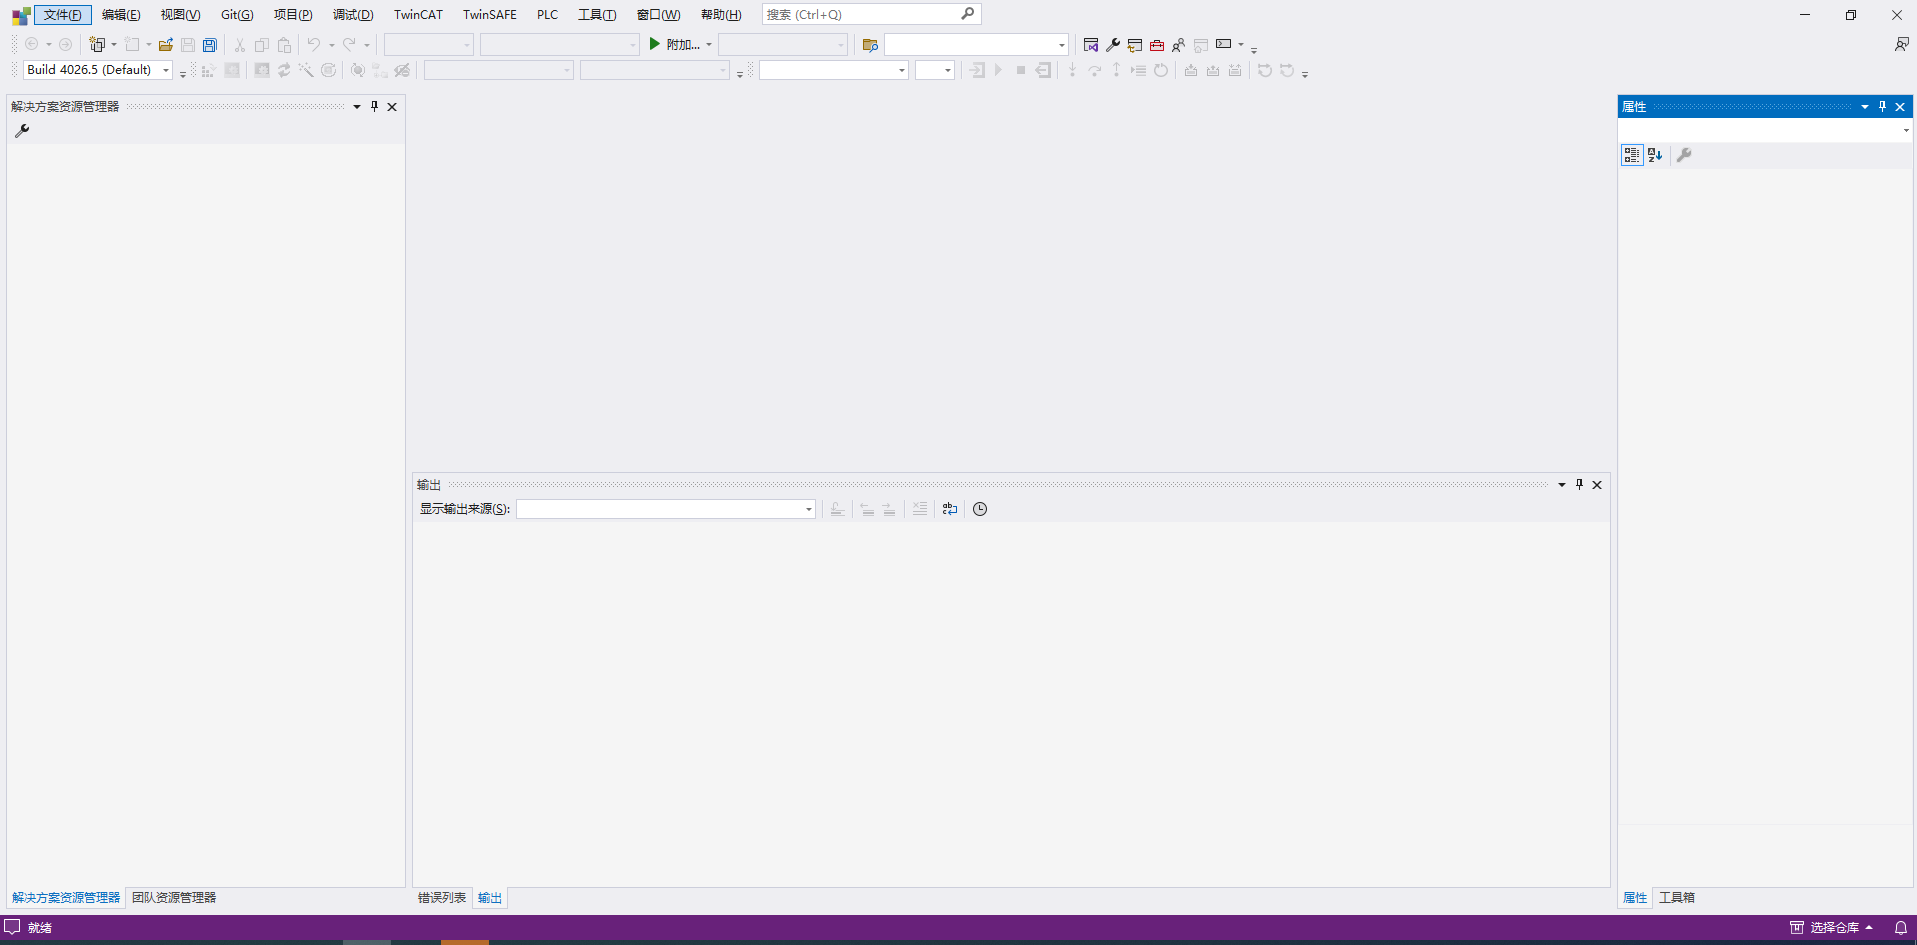 文件(F) 编辑(E) 视图(V) Git(G) 项目(P) 调试(D) TwinCAT TwinSAFE PLC 工具(T) 窗口(W) 帮助(H) 搜索 (Ctrl+Q)
附加...
Build 4026.5 (Default)
解决方案资源管理器
属性
输出
显示输出来源(S):
解决方案资源管理器 团队资源管理器
错误列表 输出
属性 工具箱
就绪
选择仓库